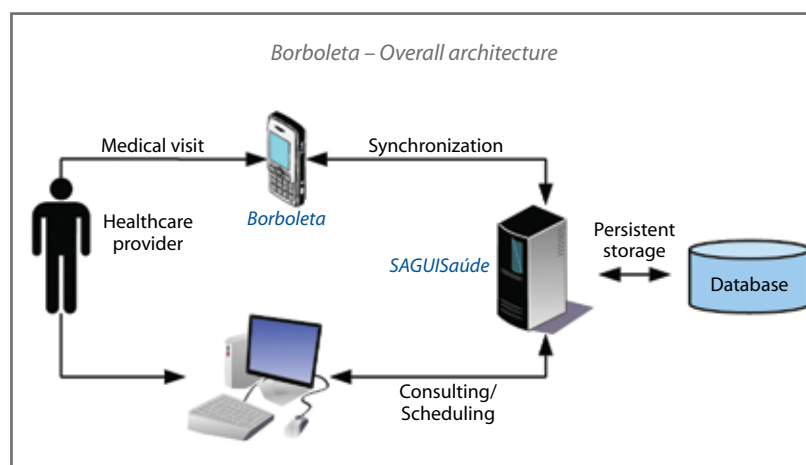 Borboleta – Overall architecture
Medical visit
Synchronization
Healthcare
provider
Borboleta
SAGUISaúde
Persistent
storage
Database
Consulting/
Scheduling